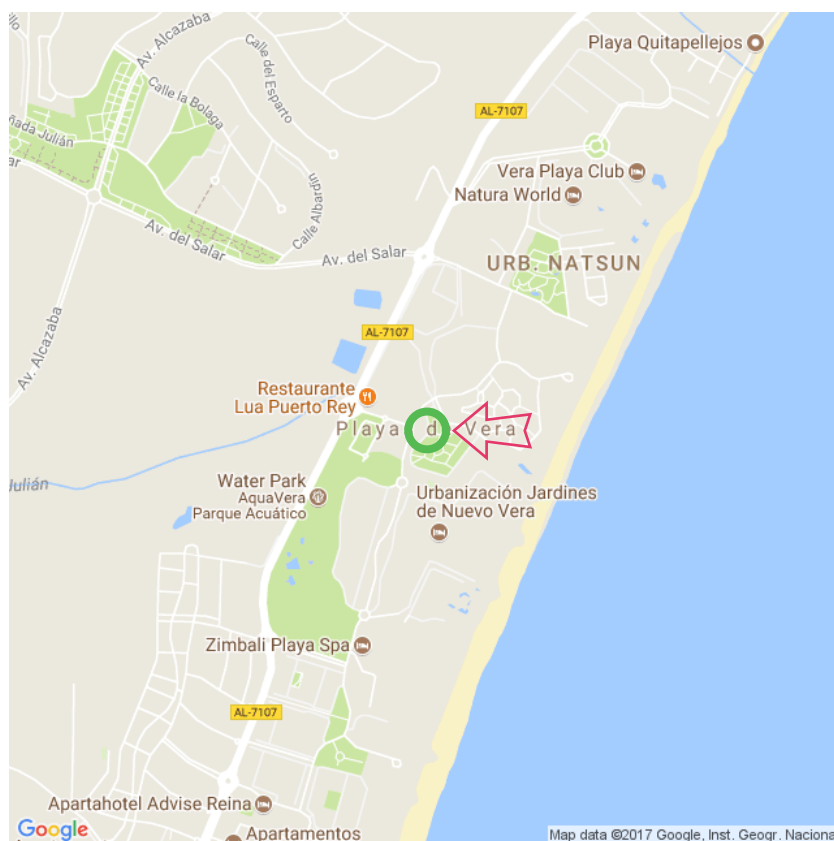 Playa Quitapellejos
Av. Alcazaba
Calle del Esparto
Calle la Bolaga
AL-7107
ñada Julián
Vera Playa Club
Natura World
Calle Albardin
ar
Av. del Salar
Av. del Salar
URB. NATSUN
Av. Alcazaba
AL-7107
Restaurante
Lua Puerto Rey
Playa d Vera
Julián
Water Park
AquaVera
Parque Acuático
Urbanización Jardines
de Nuevo Vera
Zimbali Playa Spa
AL-7107
Apartahotel Advise Reina
Google
Apartamentos
Map data ©2017 Google, Inst. Geogr. Naciona